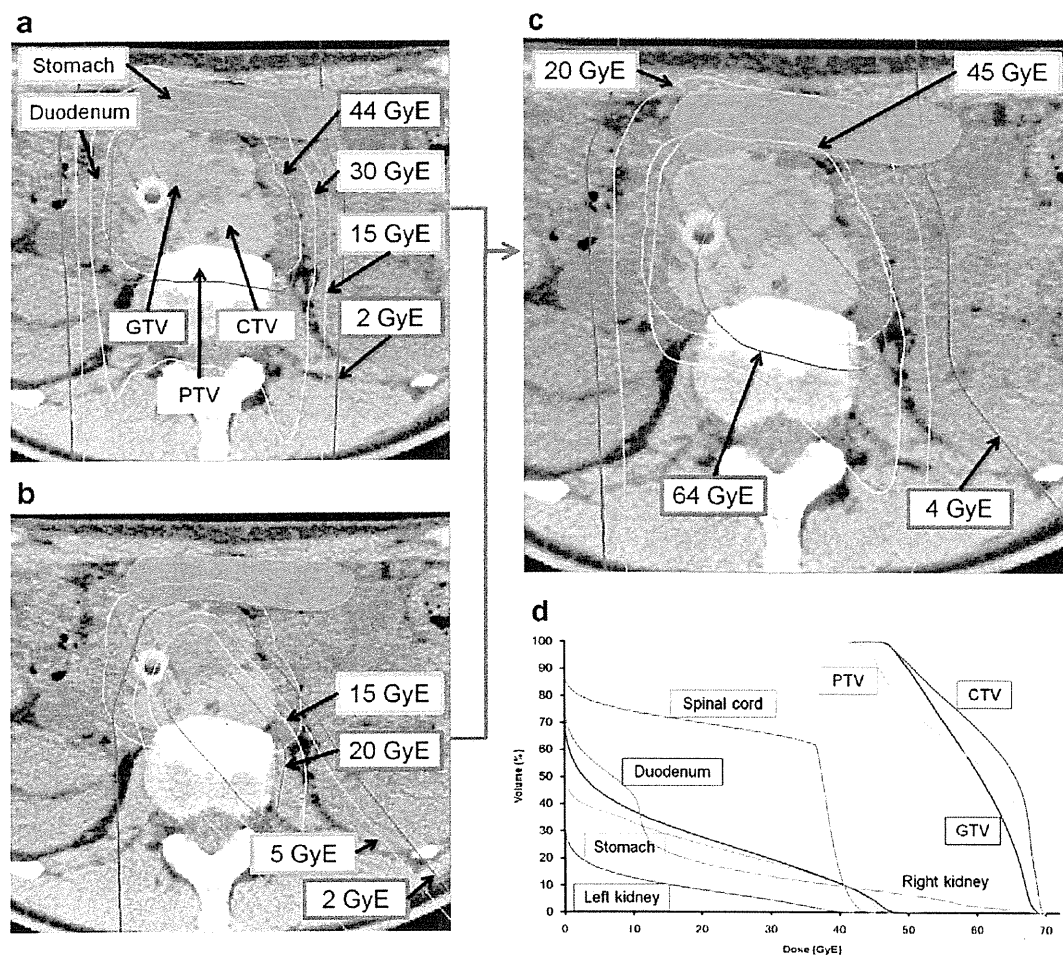 a
Stomach
Duodenum
44 GyE
30 GyE
15 GyE
2 GyE
GTV
CTV
PTV
b
15 GyE
20 GyE
5 GyE
2 GyE
c
20 GyE
45 GyE
64 GyE
4 GyE
d
100
90
80
70
60
50
40
30
20
10
0
Volume (%)
PTV
CTV
Spinal cord
Duodenum
GTV
Stomach
Right kidney
Left kidney
0 10 20 30 40 50 60 70
Dose (GyE)